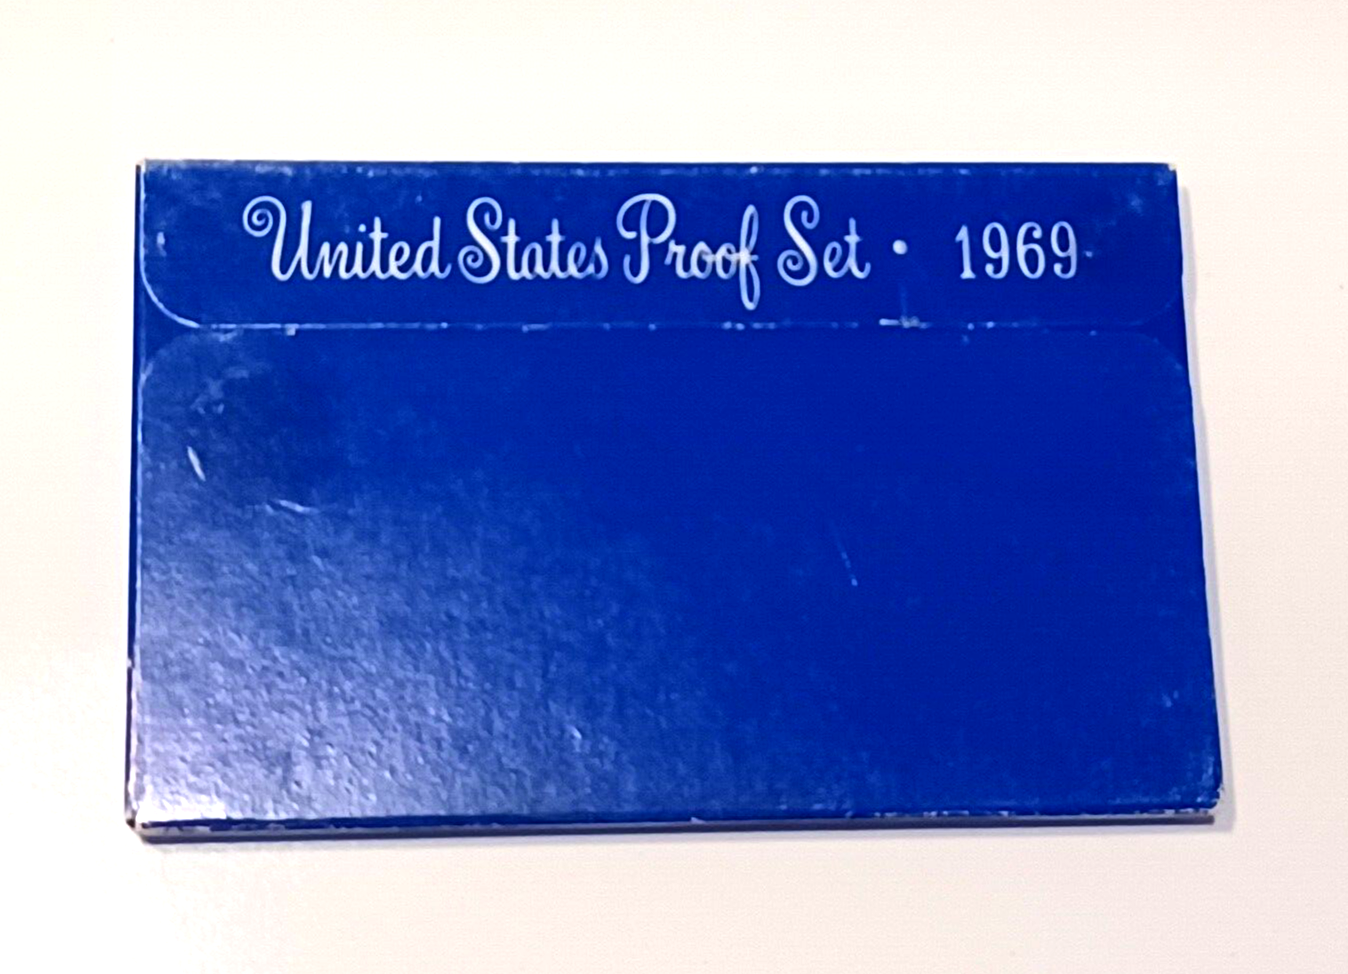 United States Proof Set • 1969